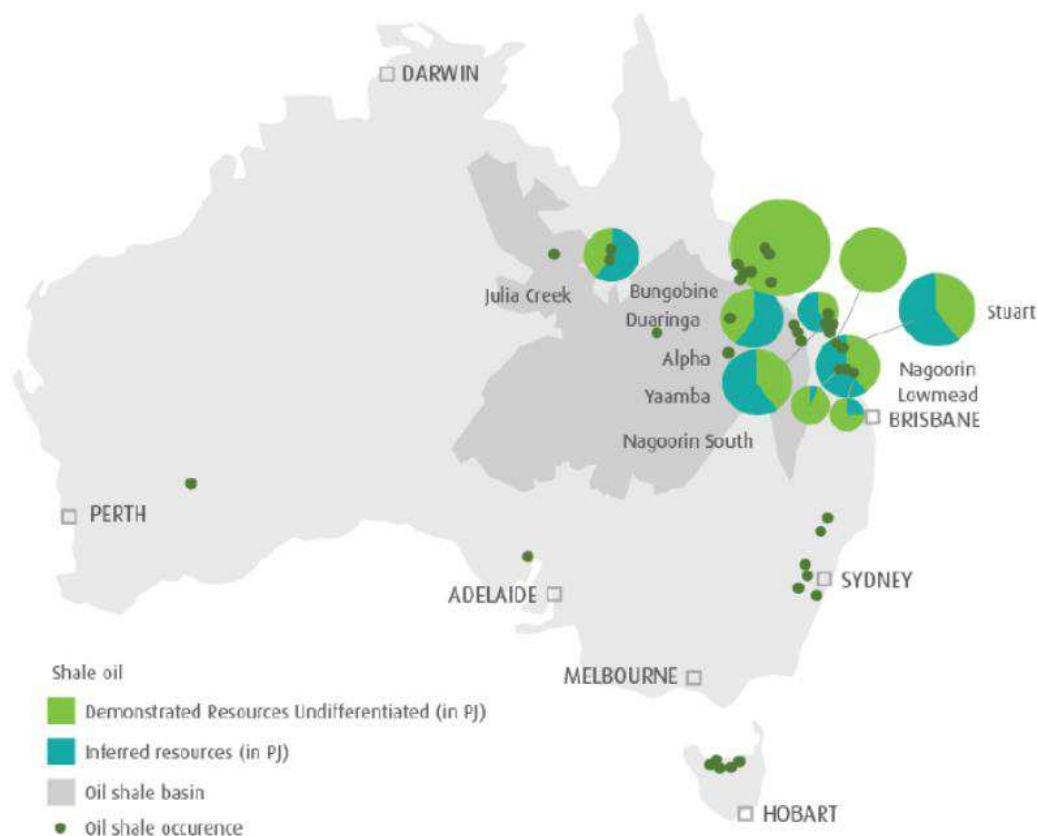 DARWIN
Julia Creek
Bungobine
Duaringa
Stuart
Alpha
Nagoorin
Yaamba
Lowmead
BRISBANE
Nagoorin South
PERTH
SYDNEY
ADELAIDE
MELBOURNE
HOBART
Shale oil
Demonstrated Resources Undifferentiated (in PJ)
Inferred resources (in PJ)
Oil shale basin
Oil shale occurence